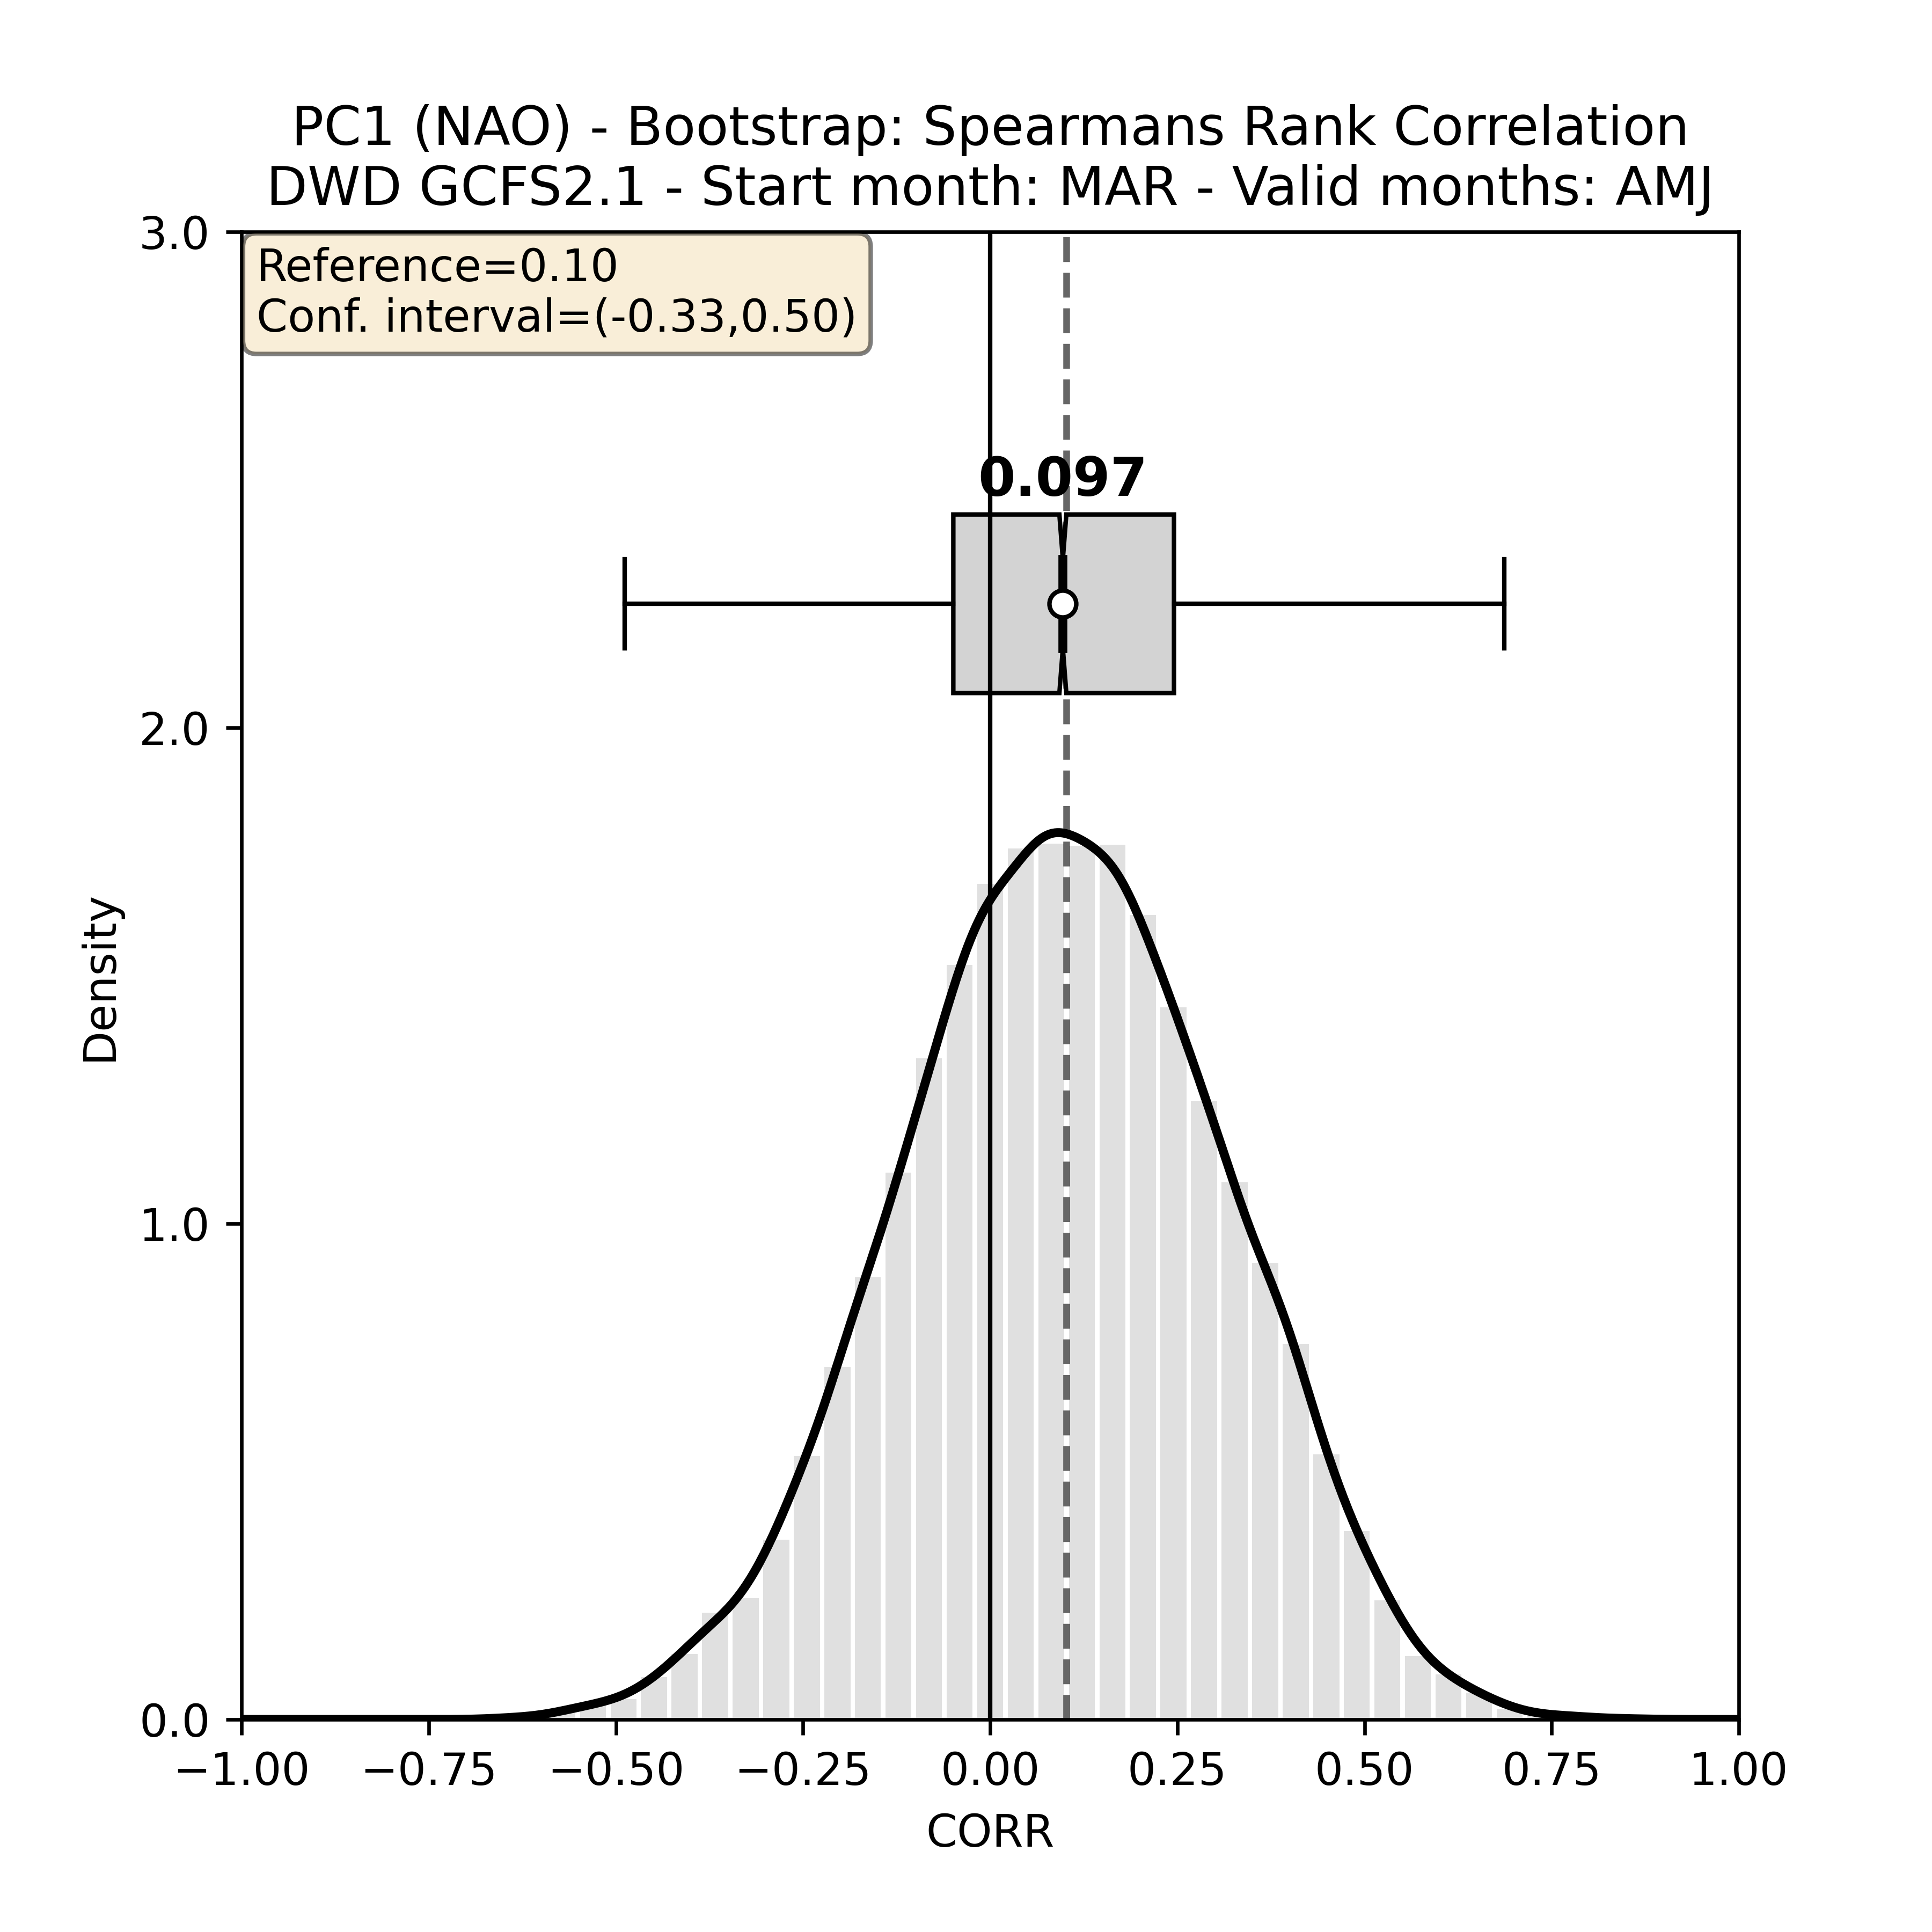 PC1 (NAO) - Bootstrap: Spearmans Rank Correlation
DWD GCFS2.1 - Start month: MAR - Valid months: AMJ
3.0
Reference=0.10
Conf. interval=(-0.33,0.50)
0.097
2.0
Density
1.0
0.0
−1.00 −0.75 −0.50 −0.25 0.00 0.25 0.50 0.75 1.00
CORR